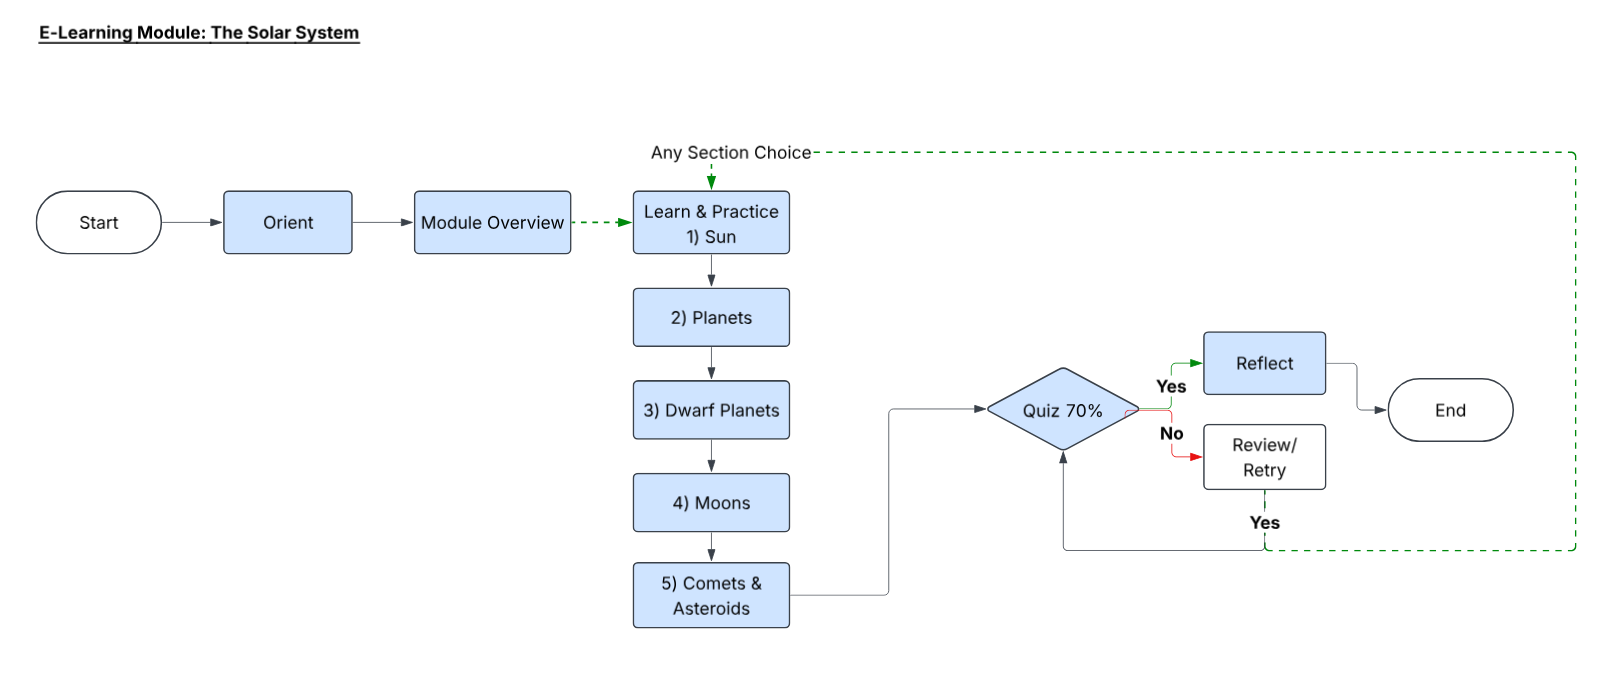 E-Learning Module: The Solar System
Any Section Choice
Start
Orient
Module Overview
Learn & Practice
1) Sun
2) Planets
3) Dwarf Planets
4) Moons
5) Comets &
Asteroids
Quiz 70%
Yes
No
Reflect
Review/
Retry
Yes
End